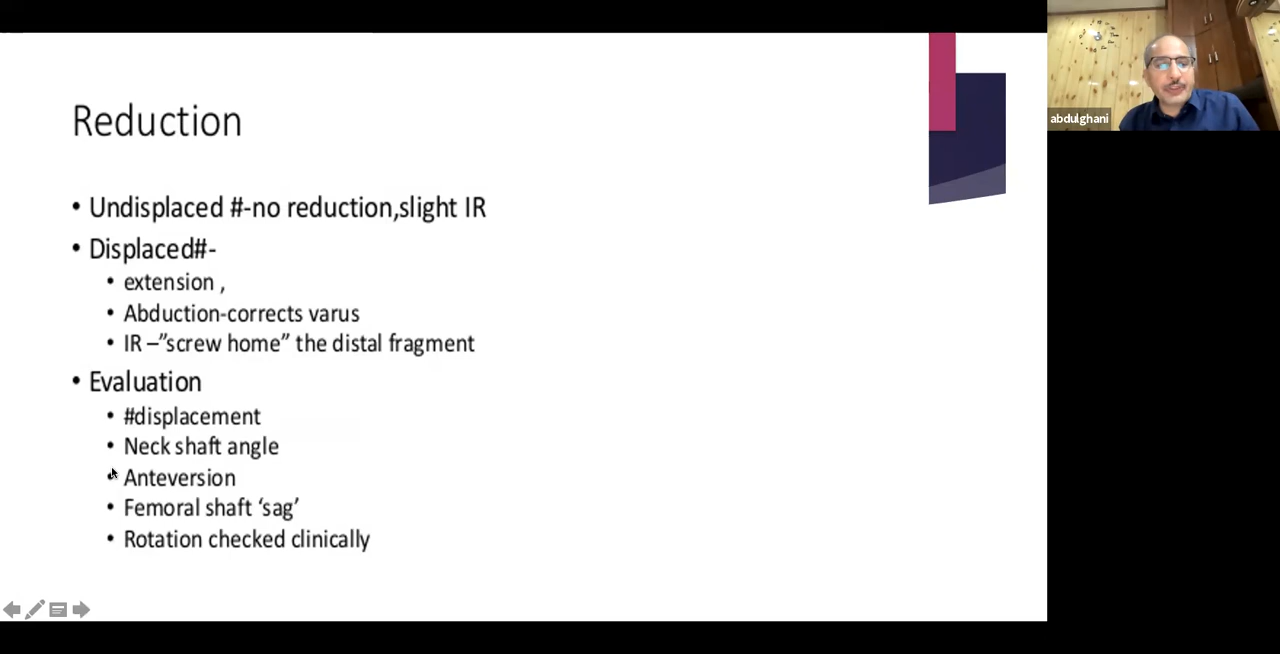 Reduction
• Undisplaced #-no reduction,slight IR
• Displaced#-
• extension ,
• Abduction-corrects varus
• IR –”screw home” the distal fragment
• Evaluation
• #displacement
• Neck shaft angle
• Anteversion
• Femoral shaft ‘sag’
• Rotation checked clinically
abdulghani